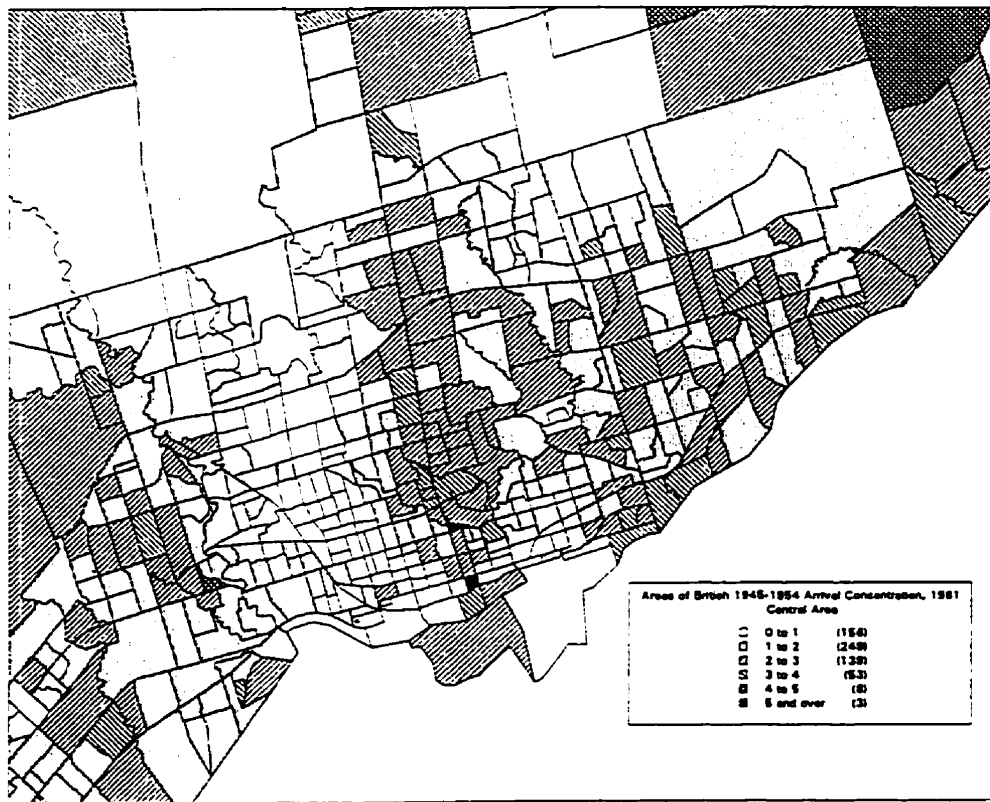 Areas of British 1945-1954 Arrival Concentration, 1981
Central Area
0 to 1 (156)
1 to 2 (249)
2 to 3 (139)
3 to 4 (53)
4 to 5 (8)
5 and over (3)